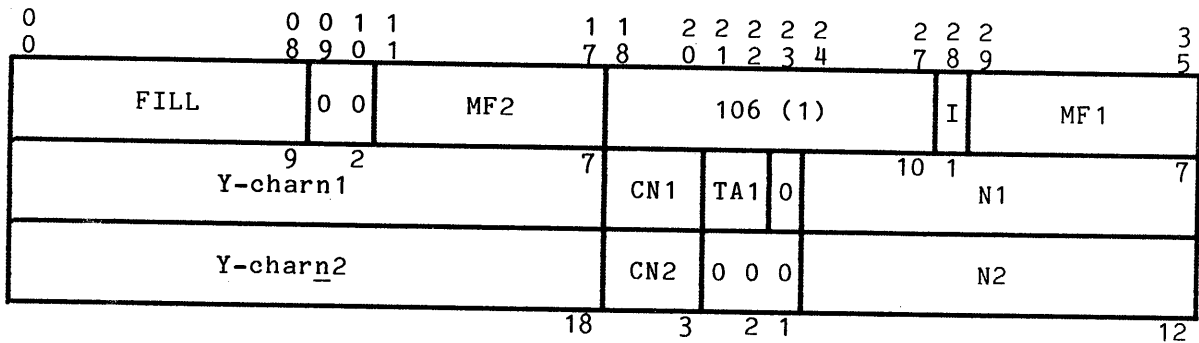 0 0 0 1 1 1 1 2 2 2 2 2 2 2 2 3
0 8 9 0 1 7 8 0 1 2 3 4 7 8 9 5
FILL 0 0 MF2 106 (1) I MF1
9 2 7 10 1 7
Y-charn1 CN1 TA1 0 N1
Y-charn2 CN2 0 0 0 N2
18 3 2 1 12